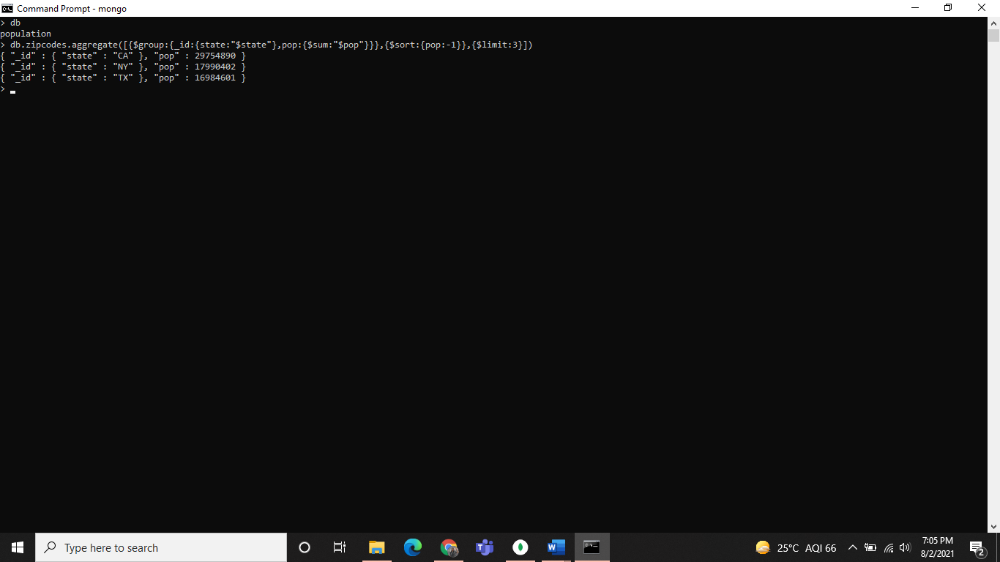 Command Prompt - mongo
> db
population
> db.zipcodes.aggregate([{$group:{_id:{state:"$state"},pop:{$sum:"$pop"}}},{$sort:{pop:-1}},{$limit:3}])
{ "_id" : { "state" : "CA" }, "pop" : 29754890 }
{ "_id" : { "state" : "NY" }, "pop" : 17990402 }
{ "_id" : { "state" : "TX" }, "pop" : 16984601 }
>
Type here to search
25°C AQI 66
7:05 PM
8/2/2021
2